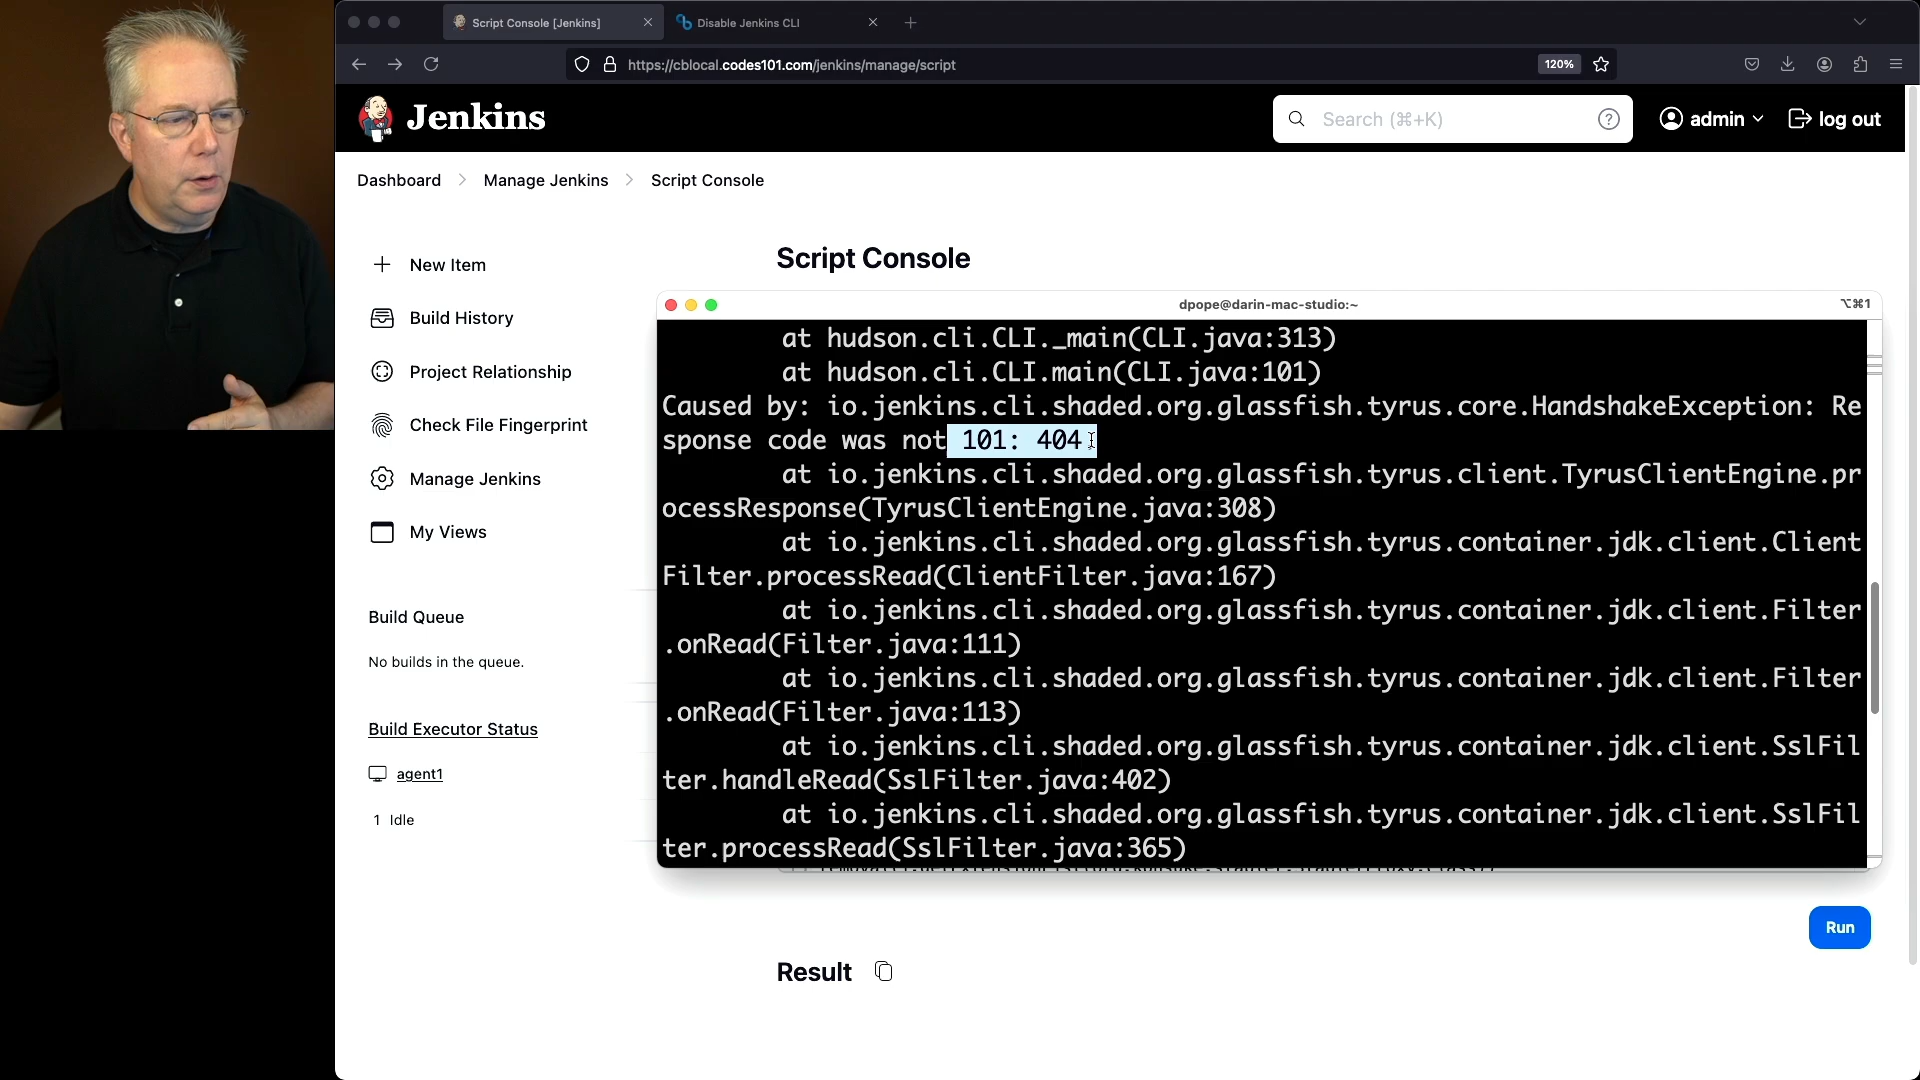 Script Console [Jenkins]
Disable Jenkins CLI
https://cblocal.codes101.com/jenkins/manage/script
120%
Jenkins
Search (⌘+K)
?
admin
log out
Dashboard
Manage Jenkins
Script Console
New Item
Build History
Project Relationship
Check File Fingerprint
Manage Jenkins
My Views
Build Queue
No builds in the queue.
Build Executor Status
agent1
1 Idle
Script Console
dpope@darin-mac-studio:~
⌥⌘1
at hudson.cli.CLI._main(CLI.java:313)
at hudson.cli.CLI.main(CLI.java:101)
Caused by: io.jenkins.cli.shaded.org.glassfish.tyrus.core.HandshakeException: Re
sponse code was not 101: 404
at io.jenkins.cli.shaded.org.glassfish.tyrus.client.TyrusClientEngine.pr
ocessResponse(TyrusClientEngine.java:308)
at io.jenkins.cli.shaded.org.glassfish.tyrus.container.jdk.client.Client
Filter.processRead(ClientFilter.java:167)
at io.jenkins.cli.shaded.org.glassfish.tyrus.container.jdk.client.Filter
.onRead(Filter.java:111)
at io.jenkins.cli.shaded.org.glassfish.tyrus.container.jdk.client.Filter
.onRead(Filter.java:113)
at io.jenkins.cli.shaded.org.glassfish.tyrus.container.jdk.client.SslFil
ter.handleRead(SslFilter.java:402)
at io.jenkins.cli.shaded.org.glassfish.tyrus.container.jdk.client.SslFil
ter.processRead(SslFilter.java:365)
Run
Result